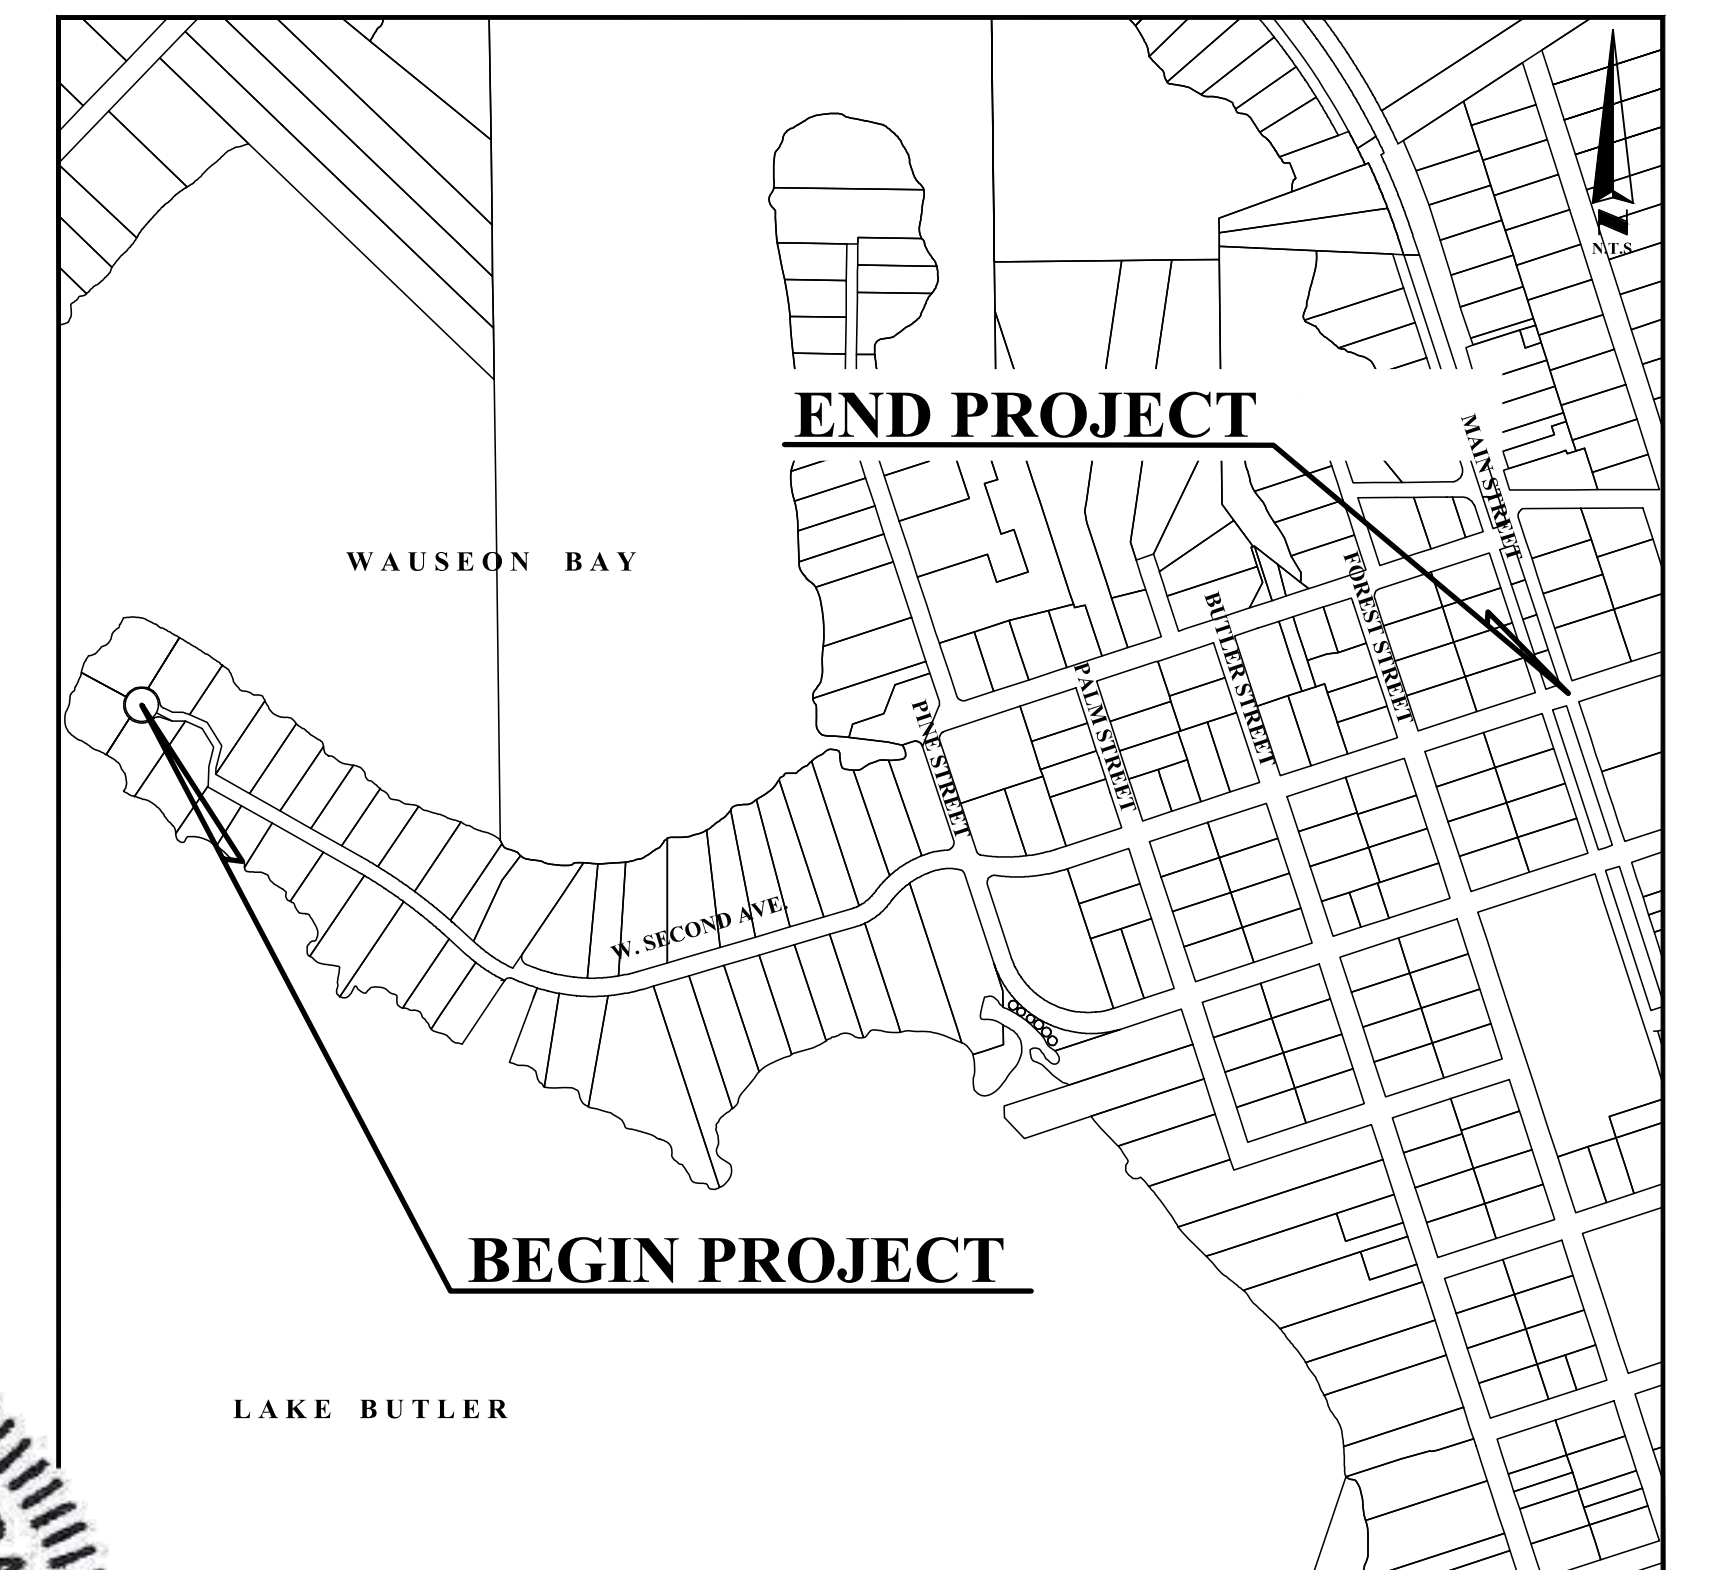 N
N.T.S
END PROJECT
MAIN STREET
WAUSEON BAY
FOREST STREET
BUTLER STREET
PALM STREET
PINE STREET
W. SECOND AVE.
BEGIN PROJECT
LAKE BUTLER